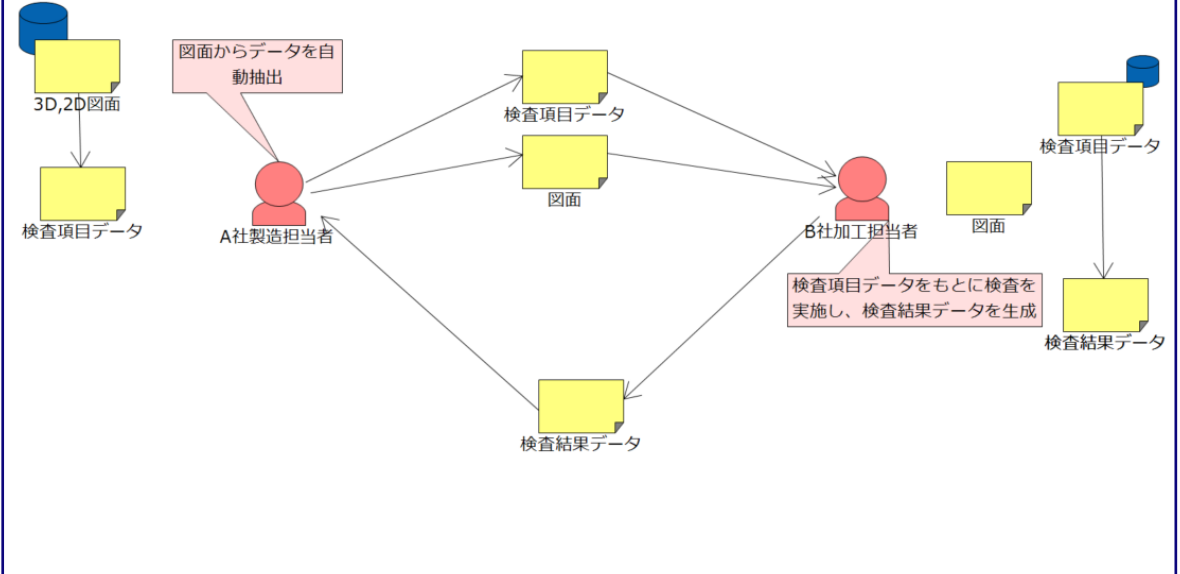 3D,2D図面
検査項目データ
図面からデータを自
動抽出
A社製造担当者
検査項目データ
図面
検査結果データ
B社加工担当者
検査項目データをもとに検査を
実施し、検査結果データを生成
図面
検査項目データ
検査結果データ